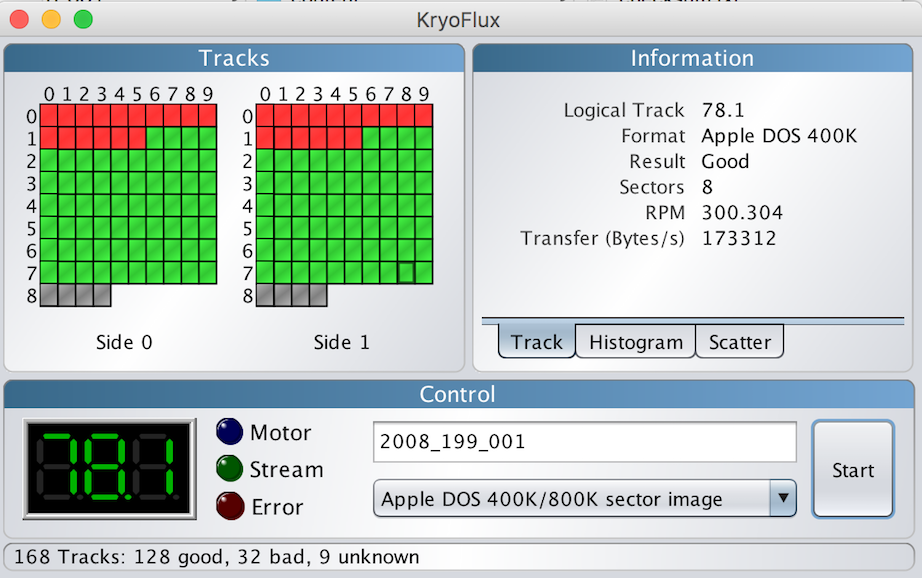 KryoFlux
Tracks
0 1 2 3 4 5 6 7 8 9
0
1
2
3
4
5
6
7
8
Side 0
0 1 2 3 4 5 6 7 8 9
0
1
2
3
4
5
6
7
8
Side 1
Information
Logical Track 78.1
Format Apple DOS 400K
Result Good
Sectors 8
RPM 300.304
Transfer (Bytes/s) 173312
Track Histogram Scatter
Control
78.1
Motor
Stream
Error
2008_199_001
Apple DOS 400K/800K sector image
Start
168 Tracks: 128 good, 32 bad, 9 unknown